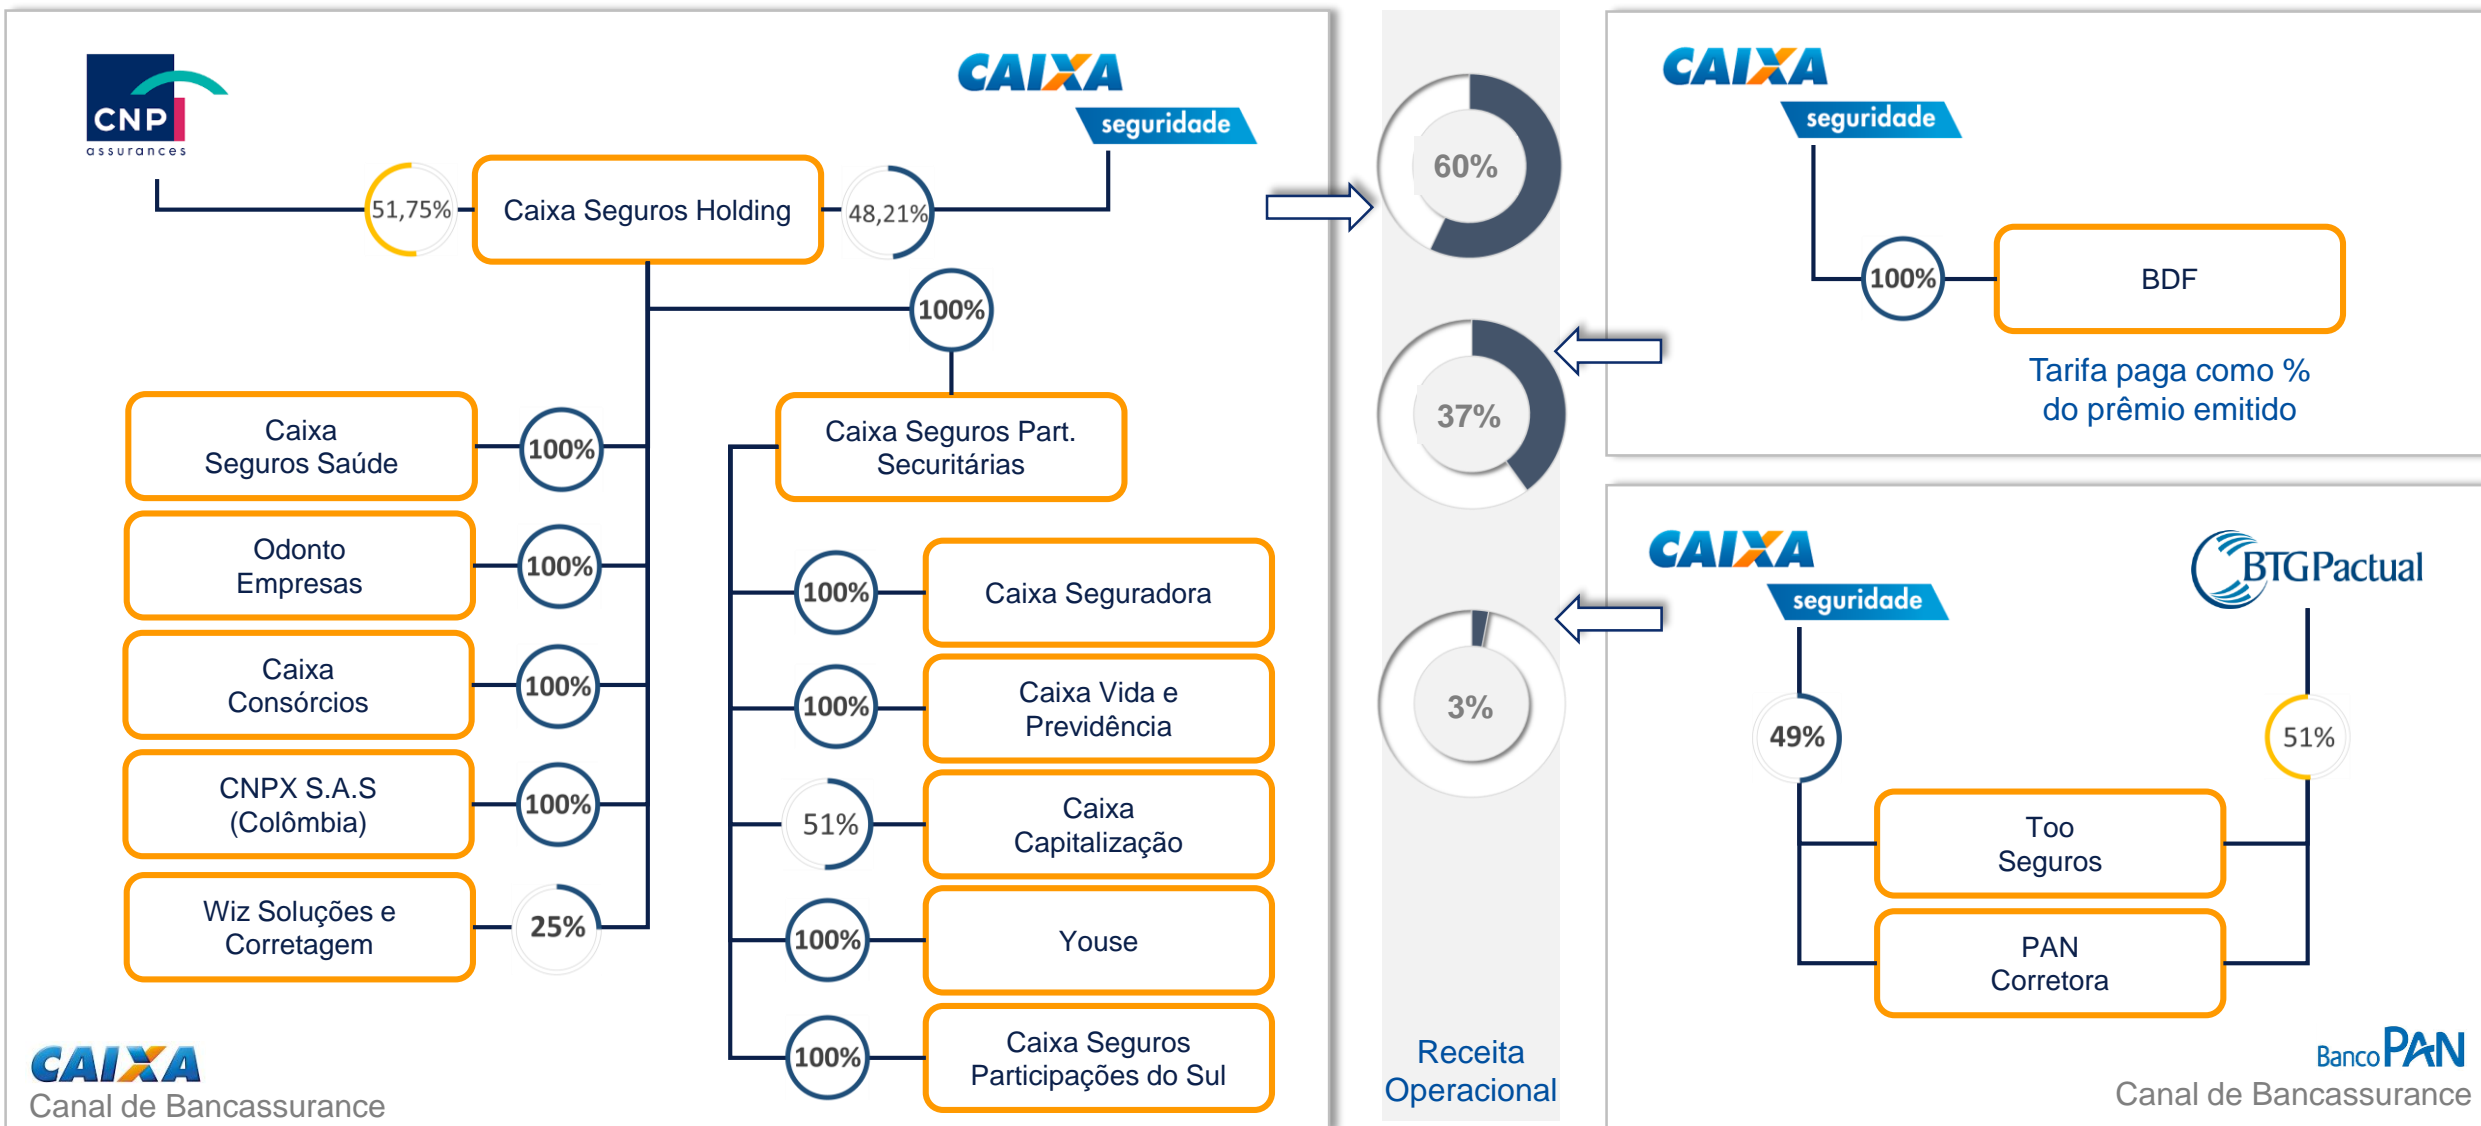 CNP
assurances
CAIXA
seguridade
51,75%
Caixa Seguros Holding
48,21%
100%
Caixa
Seguros Saúde
100%
Odonto
Empresas
100%
Caixa
Consórcios
100%
CNPX S.A.S
(Colômbia)
100%
Wiz Soluções e
Corretagem
25%
Caixa Seguros Part.
Securitárias
100%
Caixa Seguradora
100%
Caixa Vida e
Previdência
51%
Caixa
Capitalização
100%
Youse
100%
Caixa Seguros
Participações do Sul
CAIXA
Canal de Bancassurance
60%
37%
3%
Receita
Operacional
CAIXA
seguridade
100%
BDF
Tarifa paga como %
do prêmio emitido
CAIXA
seguridade
BTGPactual
49%
51%
Too
Seguros
PAN
Corretora
Banco PAN
Canal de Bancassurance